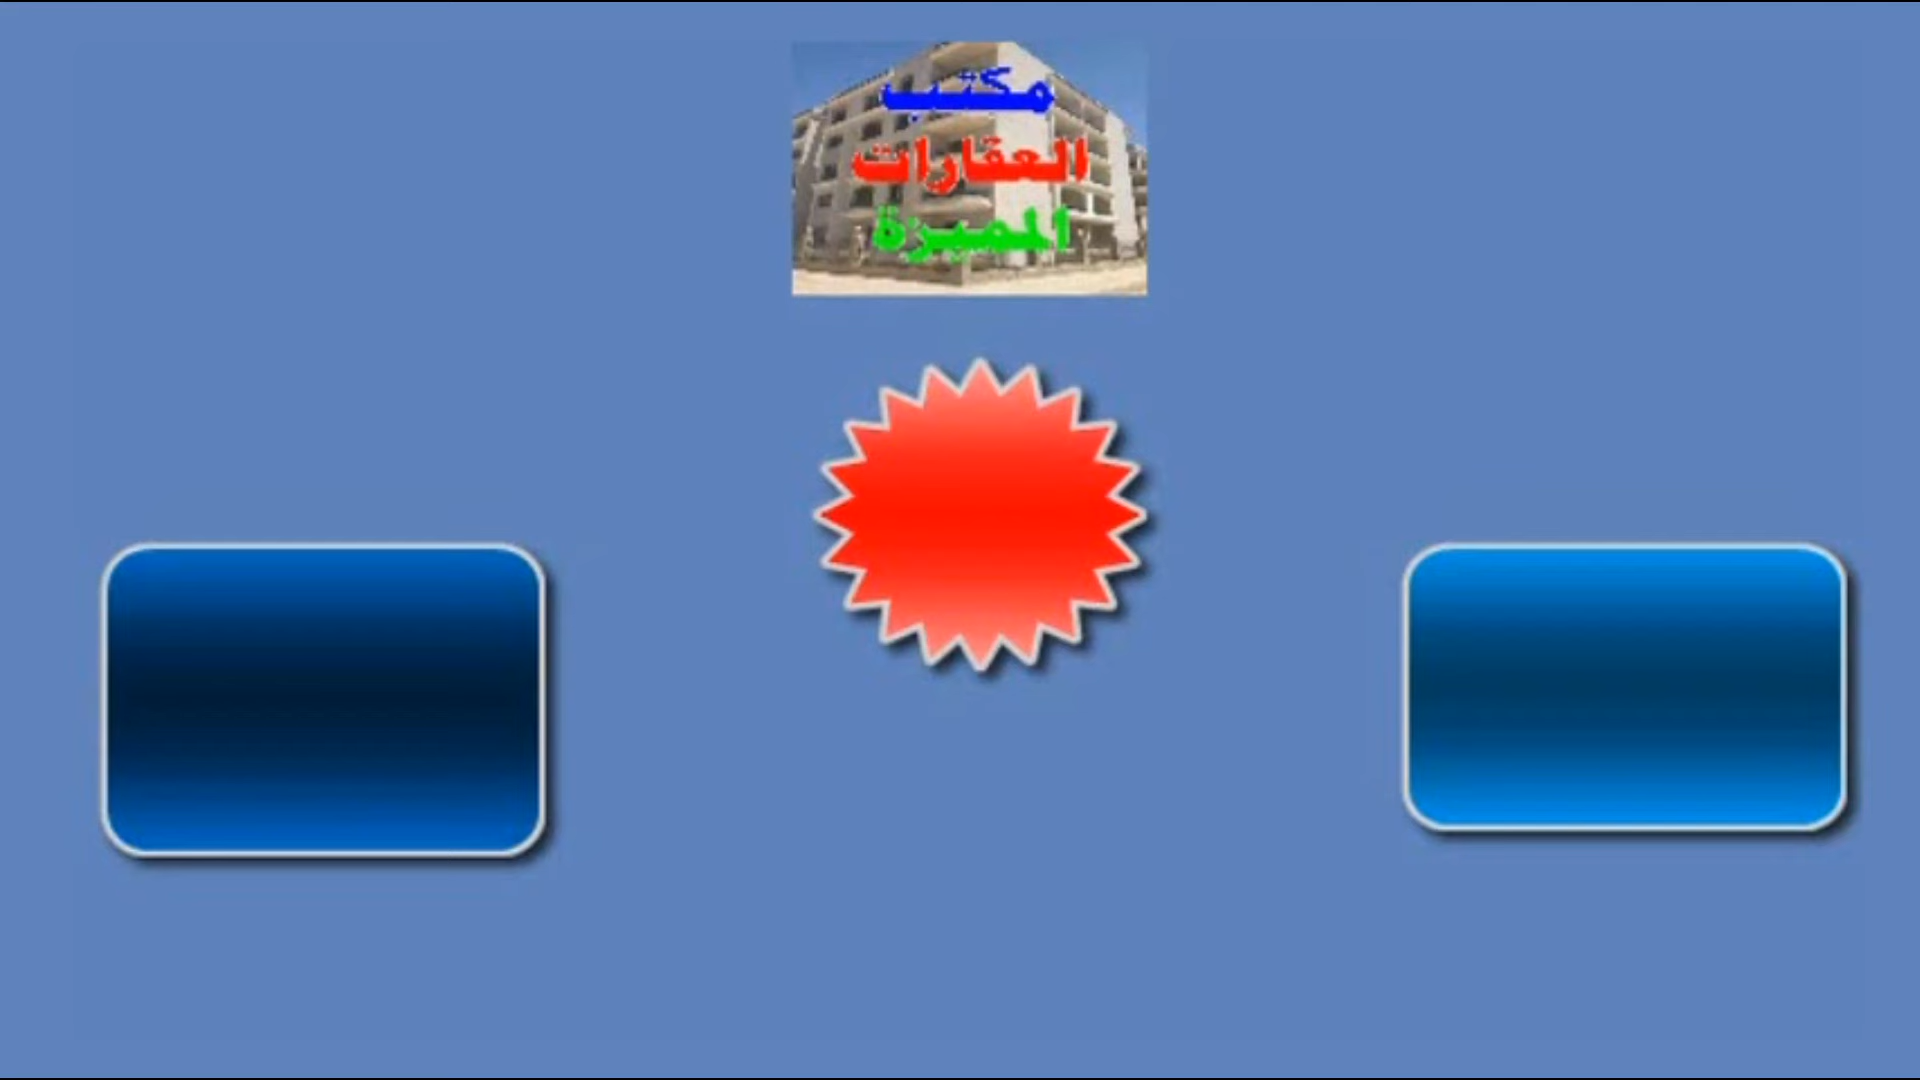 مكتب
العقارات
المميزة